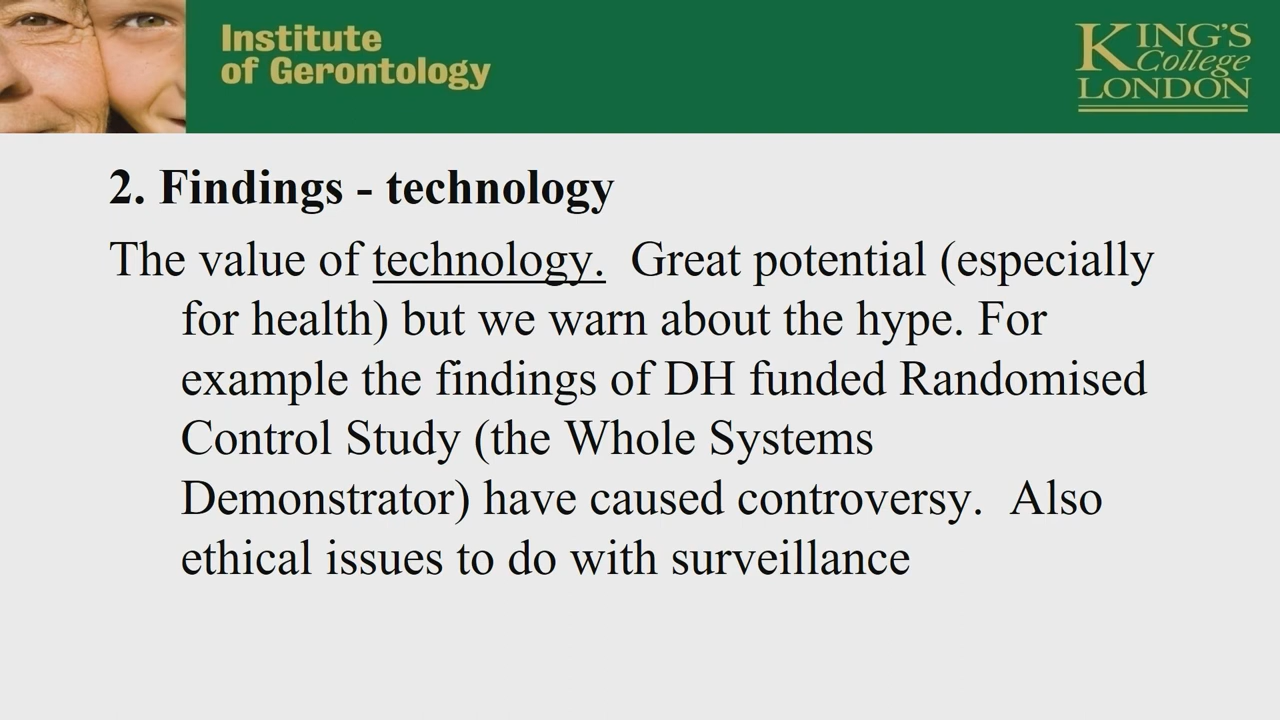 Institute
of Gerontology
KING'S
College
LONDON
2. Findings - technology
The value of technology.  Great potential (especially
for health) but we warn about the hype. For
example the findings of DH funded Randomised
Control Study (the Whole Systems
Demonstrator) have caused controversy.  Also
ethical issues to do with surveillance